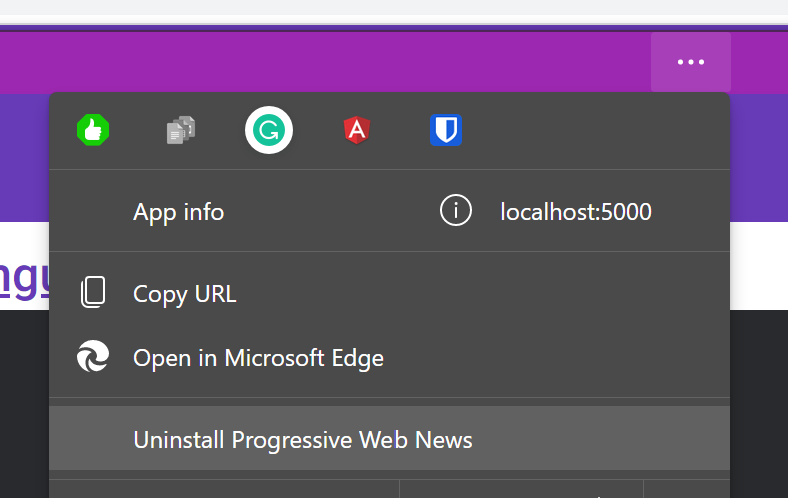 App info
localhost:5000
Copy URL
Open in Microsoft Edge
Uninstall Progressive Web News